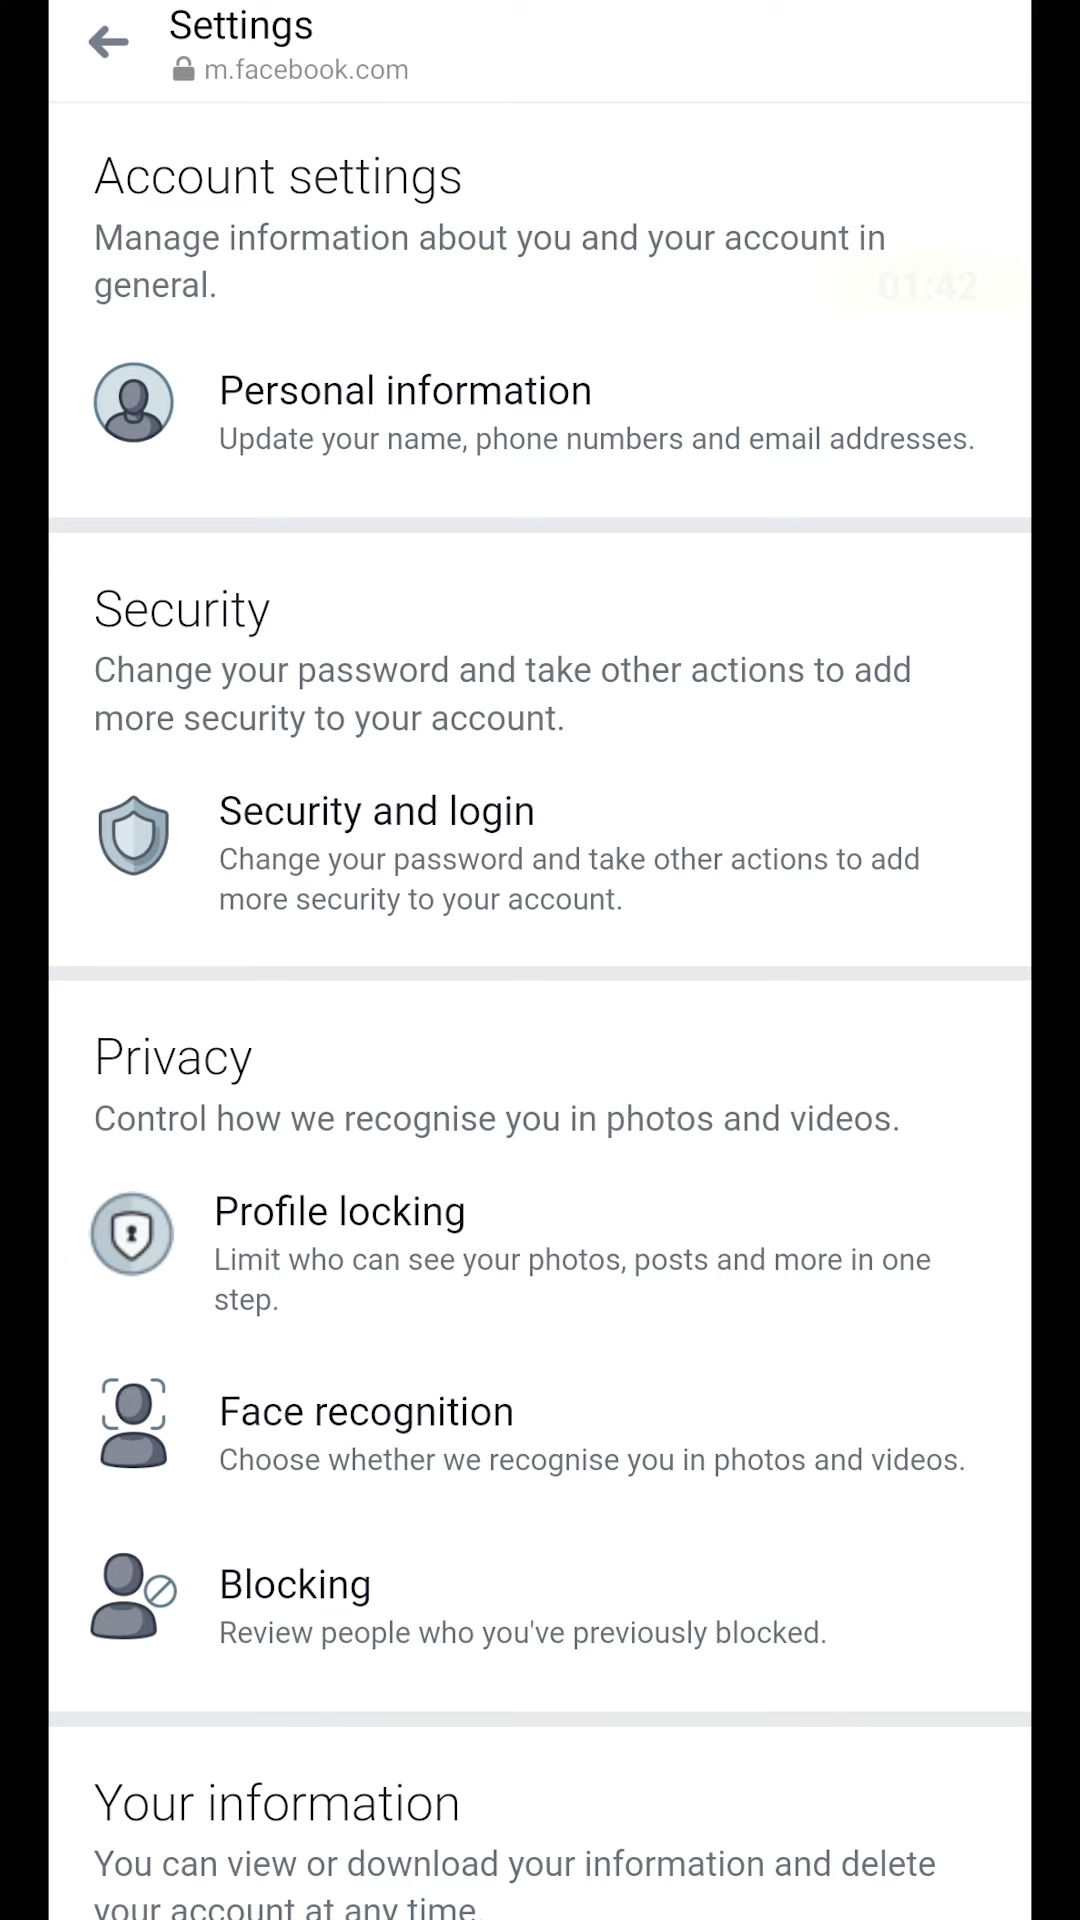 Settings
m.facebook.com
Account settings
Manage information about you and your account in
general.
01:42
Personal information
Update your name, phone numbers and email addresses.
Security
Change your password and take other actions to add
more security to your account.
Security and login
Change your password and take other actions to add
more security to your account.
Privacy
Control how we recognise you in photos and videos.
Profile locking
Limit who can see your photos, posts and more in one
step.
Face recognition
Choose whether we recognise you in photos and videos.
Blocking
Review people who you've previously blocked.
Your information
You can view or download your information and delete
your account at any time.